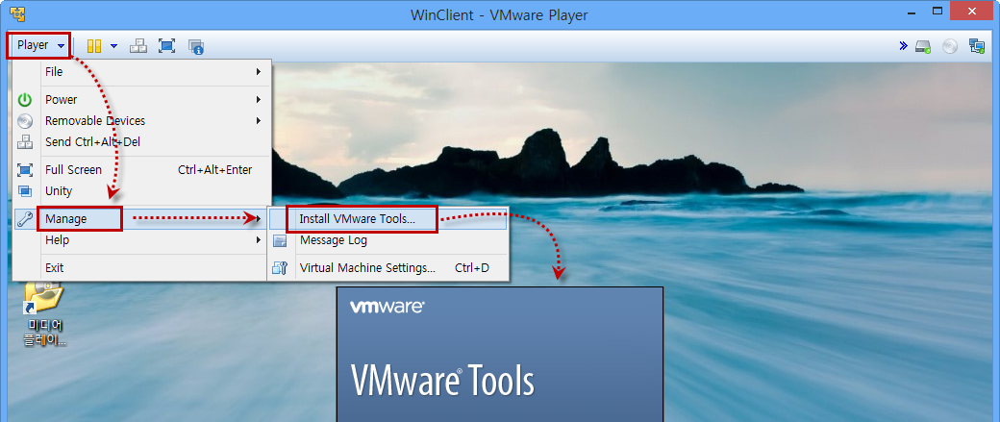 WinClient - VMware Player
Player
File
Power
Removable Devices
Send Ctrl+Alt+Del
Full Screen Ctrl+Alt+Enter
Unity
Manage
Help
Exit
Install VMware Tools...
Message Log
Virtual Machine Settings... Ctrl+D
미디어
플레이...
vmware®
VMware® Tools